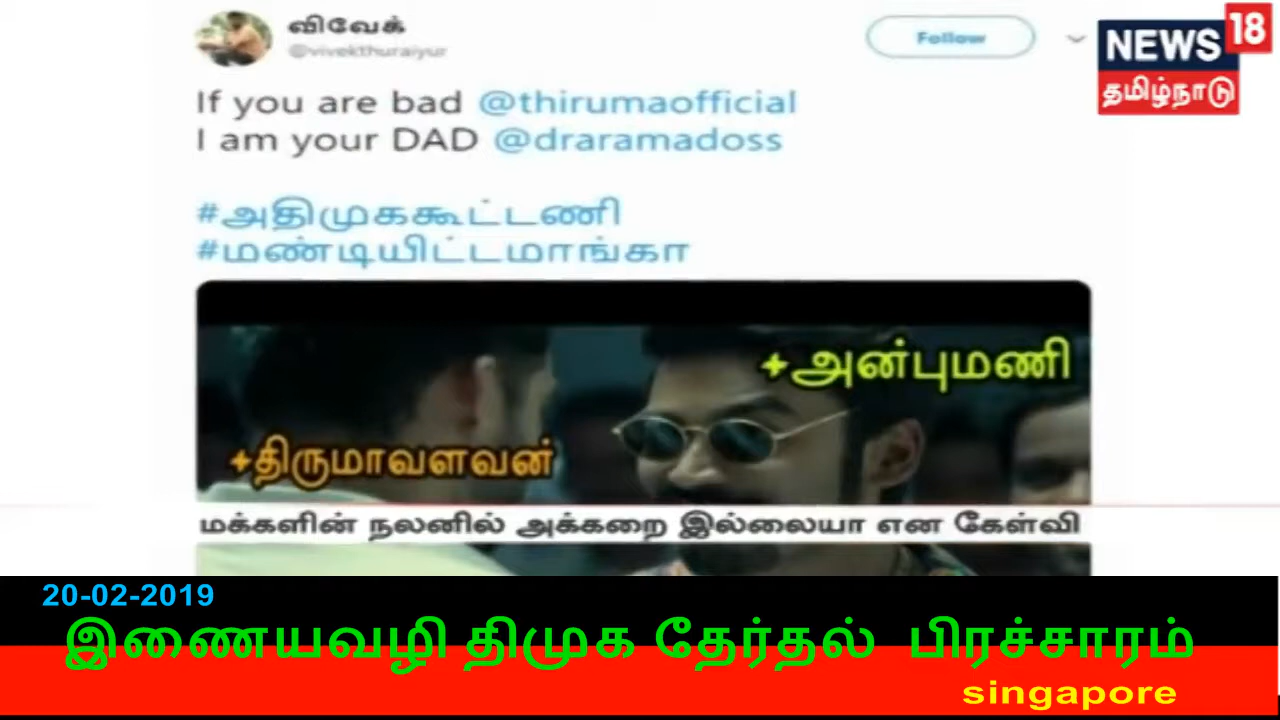 விவேக்
@vivekthuraiyur
Follow
NEWS 18
தமிழ்நாடு
If you are bad @thirumaofficial
I am your DAD @draramadoss
#அதிமுககூட்டணி
#மண்டியிட்டமாங்கா
+அன்புமணி
+திருமாவளவன்
மக்களின் நலனில் அக்கறை இல்லையா என கேள்வி
20-02-2019
இணையவழி திமுக தேர்தல் பிரச்சாரம்
singapore